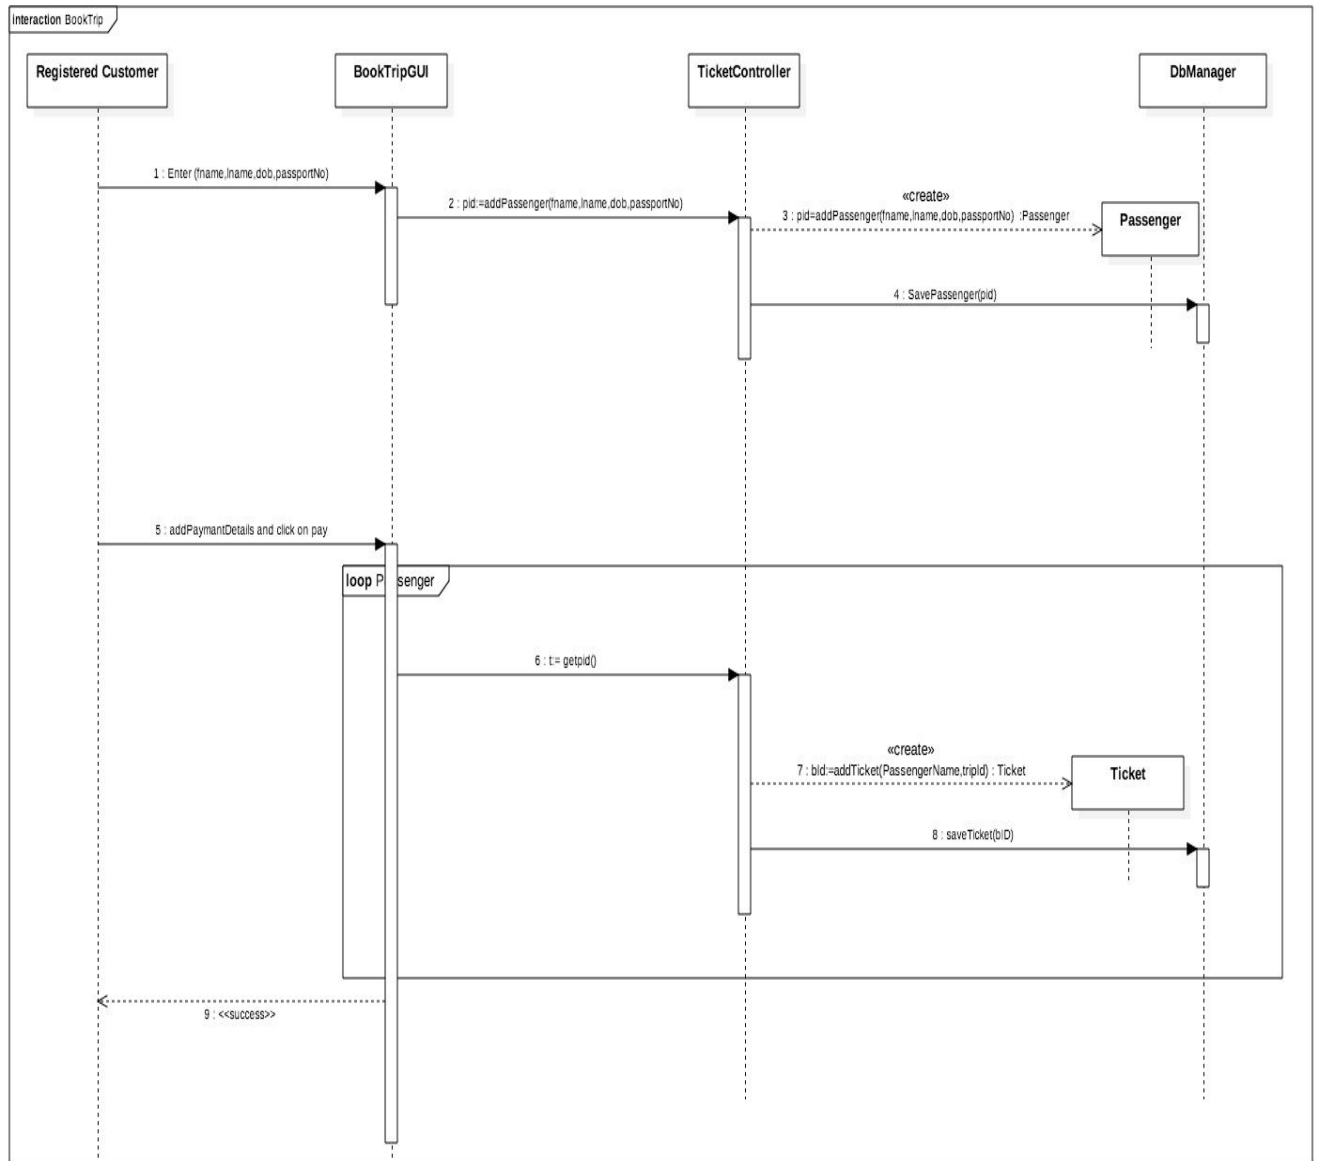 interaction BookTrip
Registered Customer
BookTripGUI
TicketController
DbManager
1 : Enter (fname,lname,dob,passportNo)
2 : pid:=addPassenger(fname,lname,dob,passportNo)
«create»
3 : pid=addPassenger(fname,lname,dob,passportNo) :Passenger
Passenger
4 : SavePassenger(pid)
5 : addPaymantDetails and click on pay
loop P senger
6 : t:= getpid()
«create»
7 : bId:=addTicket(PassengerName,tripId) : Ticket
Ticket
8 : saveTicket(bID)
9 : <<success>>